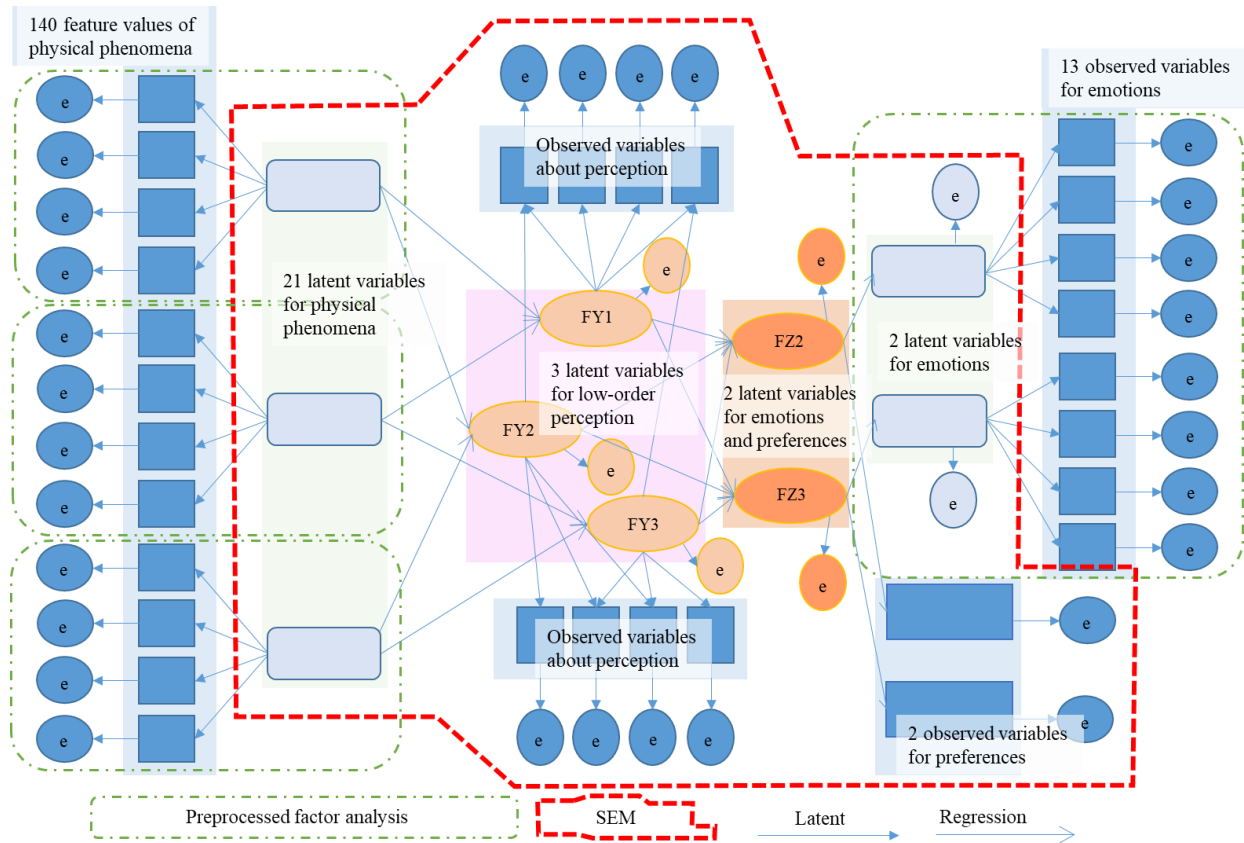 140 feature values of
physical phenomena
e
e
e
e
e
e
e
e
e
e
e
e
21 latent variables
for physical
phenomena
e
e
e
e
Observed variables
about perception
FY1
e
3 latent variables
for low-order
perception
FY2
e
FY3
e
Observed variables
about perception
e
e
e
e
e
FZ2
2 latent variables
for emotions
and preferences
FZ3
e
e
2 latent variables
for emotions
e
13 observed variables
for emotions
e
e
e
e
e
e
e
e
e
e
2 observed variables
for preferences
Preprocessed factor analysis
SEM
Latent
Regression